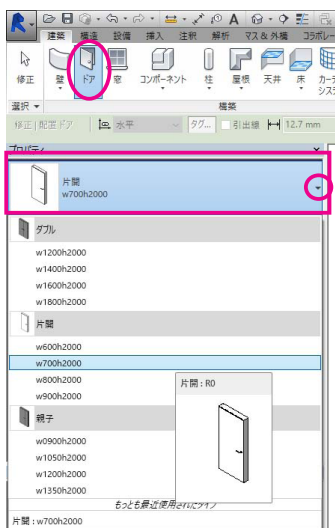 R
A
建築 構造 設備 挿入 注釈 解析 マス & 外構 コラボレー
修正 壁 ドア 窓 コンポーネント 柱 屋根 天井 床 カーテ
システ
選択 ▼ 構築
修正 | 配置 ドア 水平 タグ... 引出線 12.7 mm
プロパティ
片開
w700h2000
ダブル
w1200h2000
w1400h2000
w1600h2000
w1800h2000
片開
w600h2000
w700h2000
w800h2000
w900h2000
片開 : R0
親子
w0900h2000
w1050h2000
w1200h2000
w1350h2000
もっとも最近使用されたタイプ
片開 : w700h2000